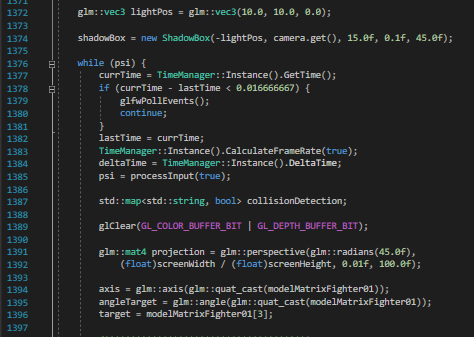 1371
1372 glm::vec3 lightPos = glm::vec3(10.0, 10.0, 0.0);
1373
1374 shadowBox = new ShadowBox(-lightPos, camera.get(), 15.0f, 0.1f, 45.0f);
1375
1376 while (psi) {
1377 currTime = TimeManager::Instance().GetTime();
1378 if (currTime - lastTime < 0.016666667) {
1379 glfwPollEvents();
1380 continue;
1381 }
1382 lastTime = currTime;
1383 TimeManager::Instance().CalculateFrameRate(true);
1384 deltaTime = TimeManager::Instance().DeltaTime;
1385 psi = processInput(true);
1386
1387 std::map<std::string, bool> collisionDetection;
1388
1389 glClear(GL_COLOR_BUFFER_BIT | GL_DEPTH_BUFFER_BIT);
1390
1391 glm::mat4 projection = glm::perspective(glm::radians(45.0f),
1392 (float)screenWidth / (float)screenHeight, 0.01f, 100.0f);
1393
1394 axis = glm::axis(glm::quat_cast(modelMatrixFighter01));
1395 angleTarget = glm::angle(glm::quat_cast(modelMatrixFighter01));
1396 target = modelMatrixFighter01[3];
1397